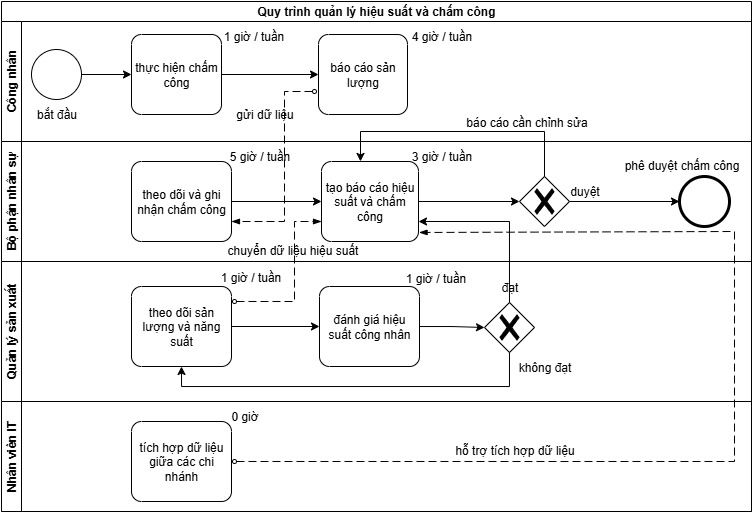 Quy trình quản lý hiệu suất và chấm công
Công nhân
1 giờ / tuần
4 giờ / tuần
thực hiện chấm
công
báo cáo sản
lượng
bắt đầu
gửi dữ liệu
báo cáo cần chỉnh sửa
Bộ phận nhân sự
5 giờ / tuần
3 giờ / tuần
phê duyệt chấm công
theo dõi và ghi
nhận chấm công
tạo báo cáo hiệu
suất và chấm
công
duyệt
chuyển dữ liệu hiệu suất
Quản lý sản xuất
1 giờ / tuần
1 giờ / tuần
đạt
theo dõi sản
lượng và năng
suất
đánh giá hiệu
suất công nhân
không đạt
Nhân viên IT
0 giờ
tích hợp dữ liệu
giữa các chi
nhánh
hỗ trợ tích hợp dữ liệu